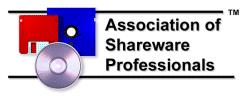 TM
Association of
Shareware
Professionals